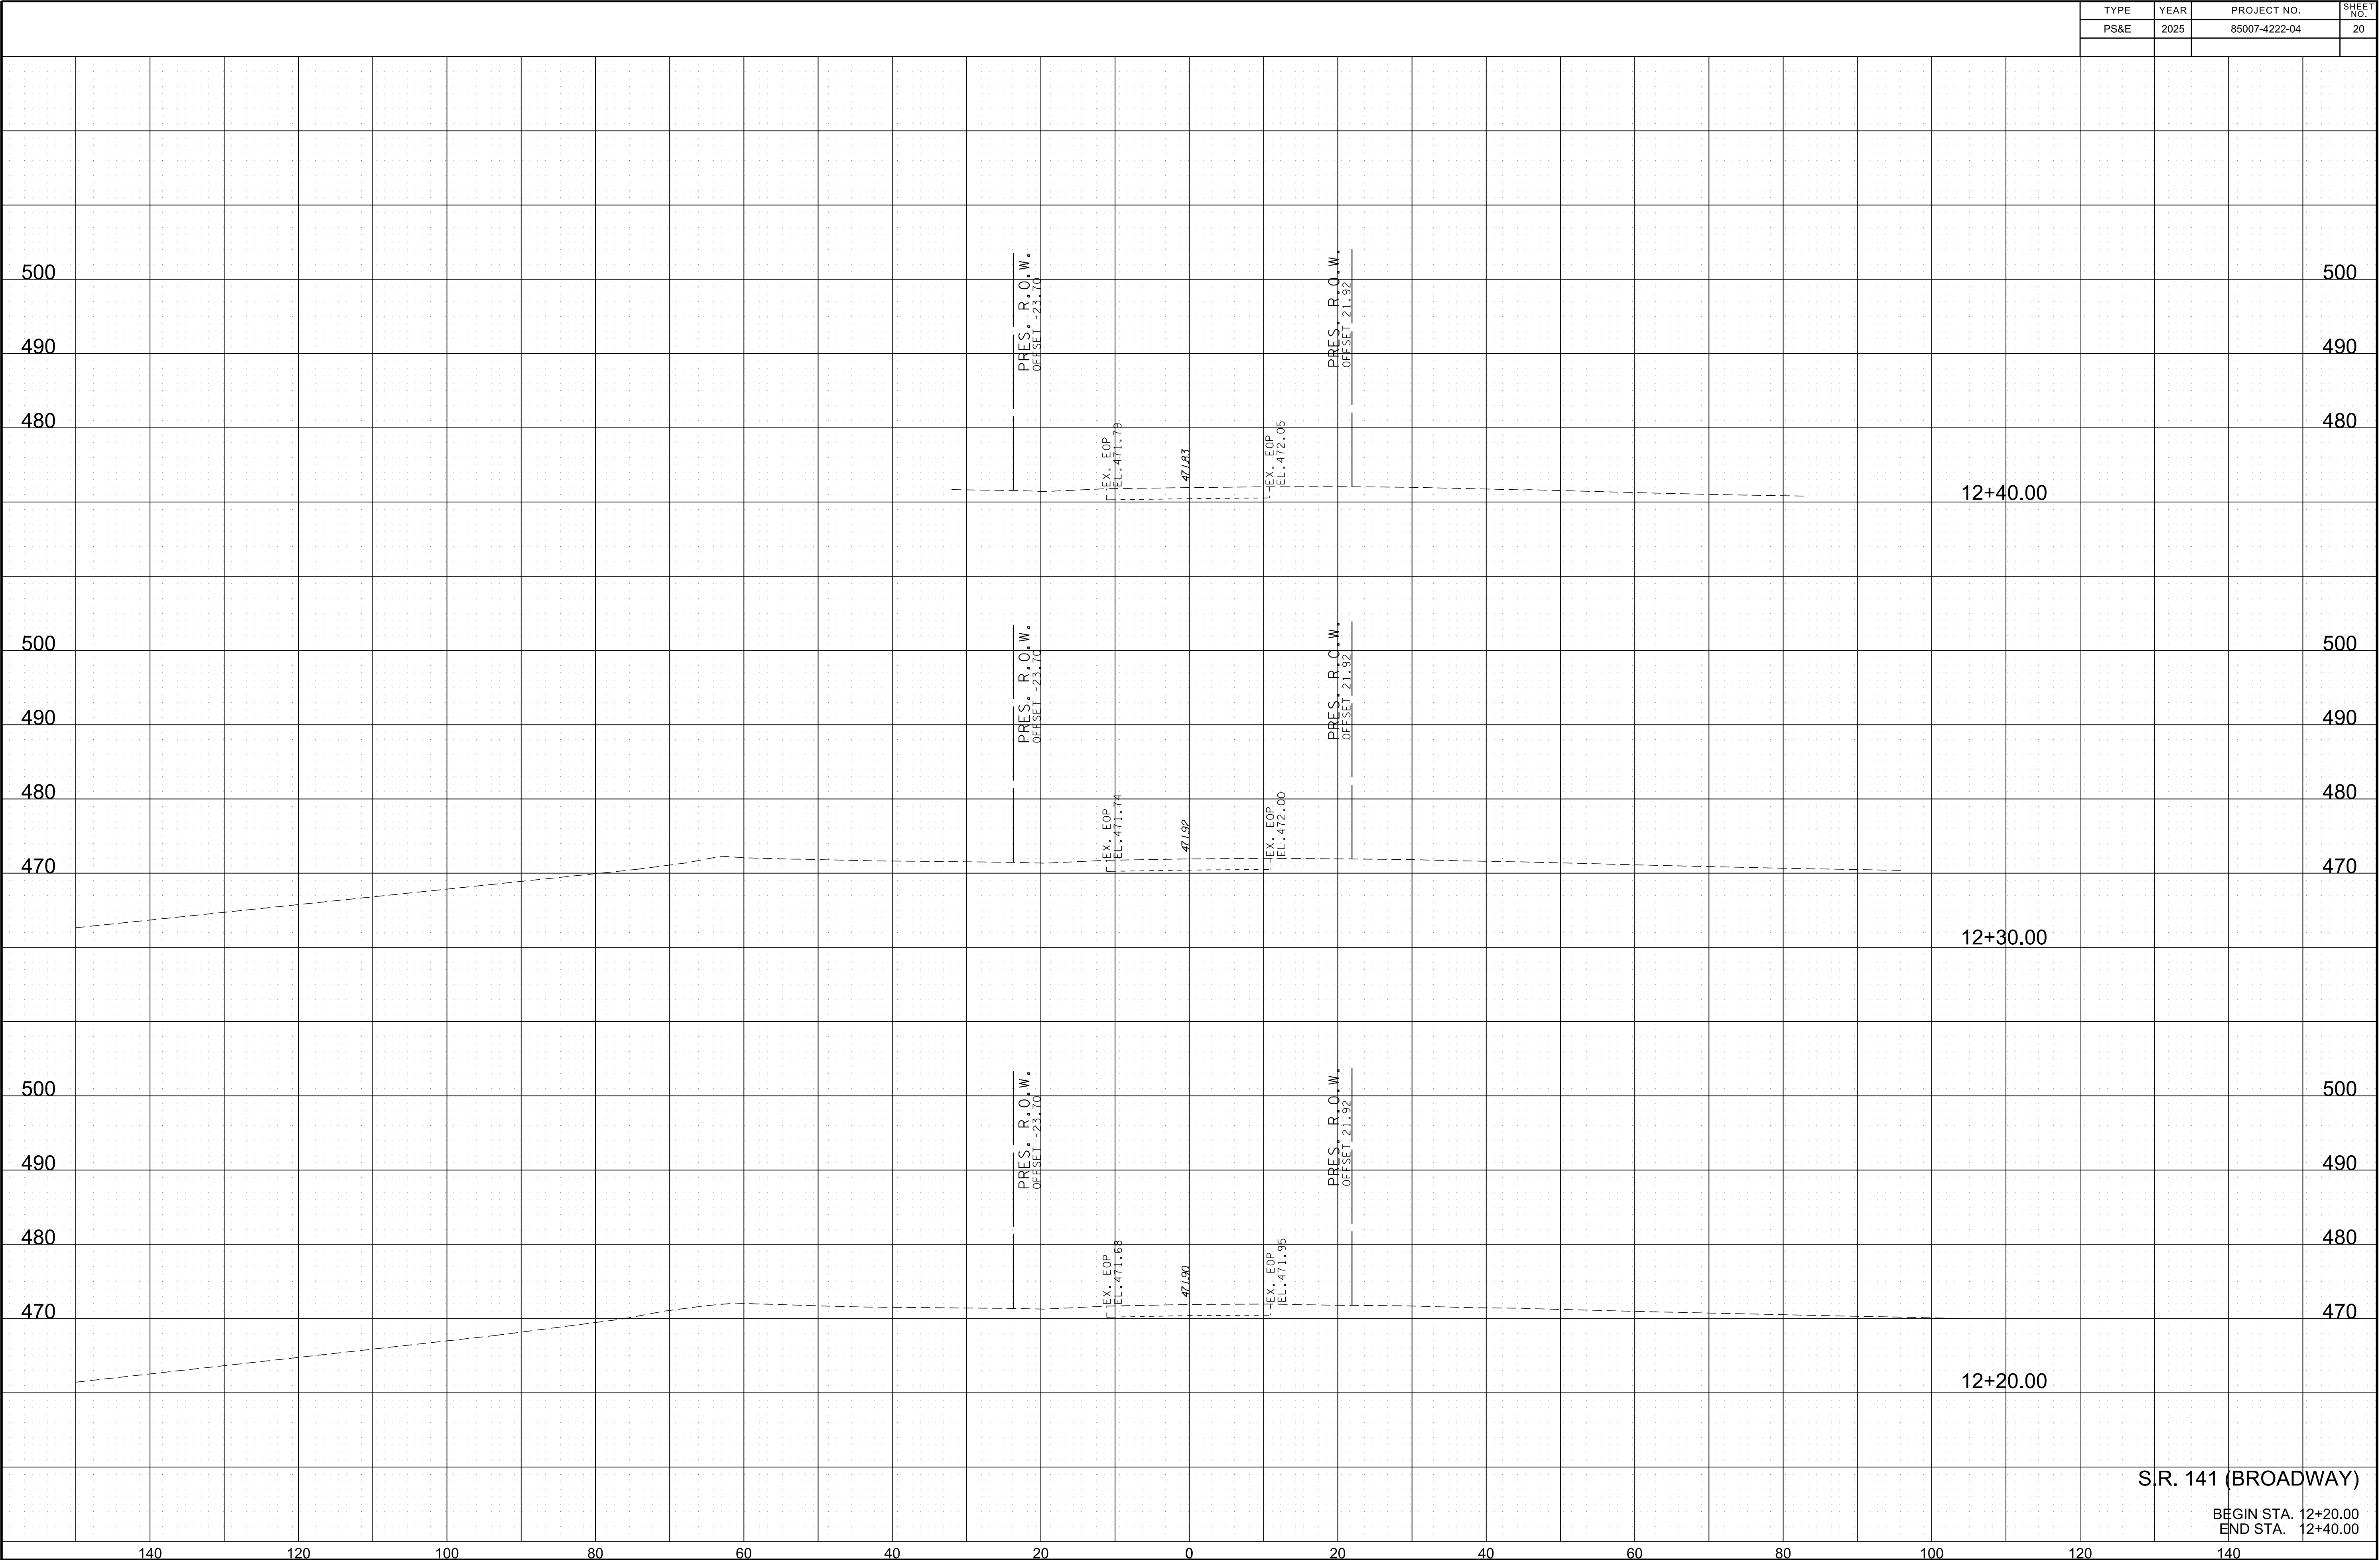 TYPE YEAR PROJECT NO. SHEET NO.
PS&E 2025 85007-4222-04 20
500 500
490 490
480 480
PRES. R.O.W.
OFFSET -23.70
PRES. R.O.W.
OFFSET 21.92
EX. EOP
EL.471.79
471.83
EX. EOP
EL.472.05
12+40.00
500 500
490 490
480 480
470 470
PRES. R.O.W.
OFFSET -23.70
PRES. R.O.W.
OFFSET 21.92
EX. EOP
EL.471.74
471.92
EX. EOP
EL.472.00
12+30.00
500 500
490 490
480 480
470 470
PRES. R.O.W.
OFFSET -23.70
PRES. R.O.W.
OFFSET 21.92
EX. EOP
EL.471.68
471.90
EX. EOP
EL.471.95
12+20.00
S.R. 141 (BROADWAY)
BEGIN STA. 12+20.00
END STA. 12+40.00
140 120 100 80 60 40 20 0 20 40 60 80 100 120 140